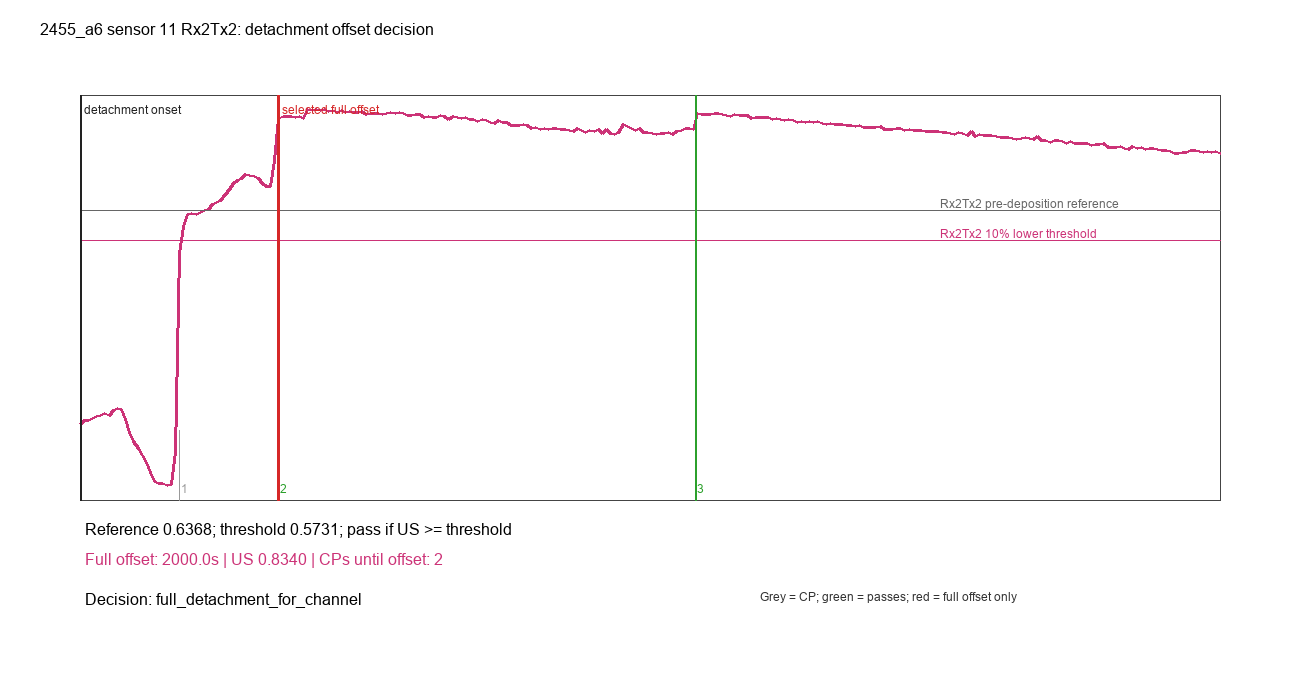 2455_a6 sensor 11 Rx2Tx2: detachment offset decision
detachment onset
selected full offset
Rx2Tx2 pre-deposition reference
Rx2Tx2 10% lower threshold
1
2
3
Reference 0.6368; threshold 0.5731; pass if US >= threshold
Full offset: 2000.0s | US 0.8340 | CPs until offset: 2
Decision: full_detachment_for_channel
Grey = CP; green = passes; red = full offset only